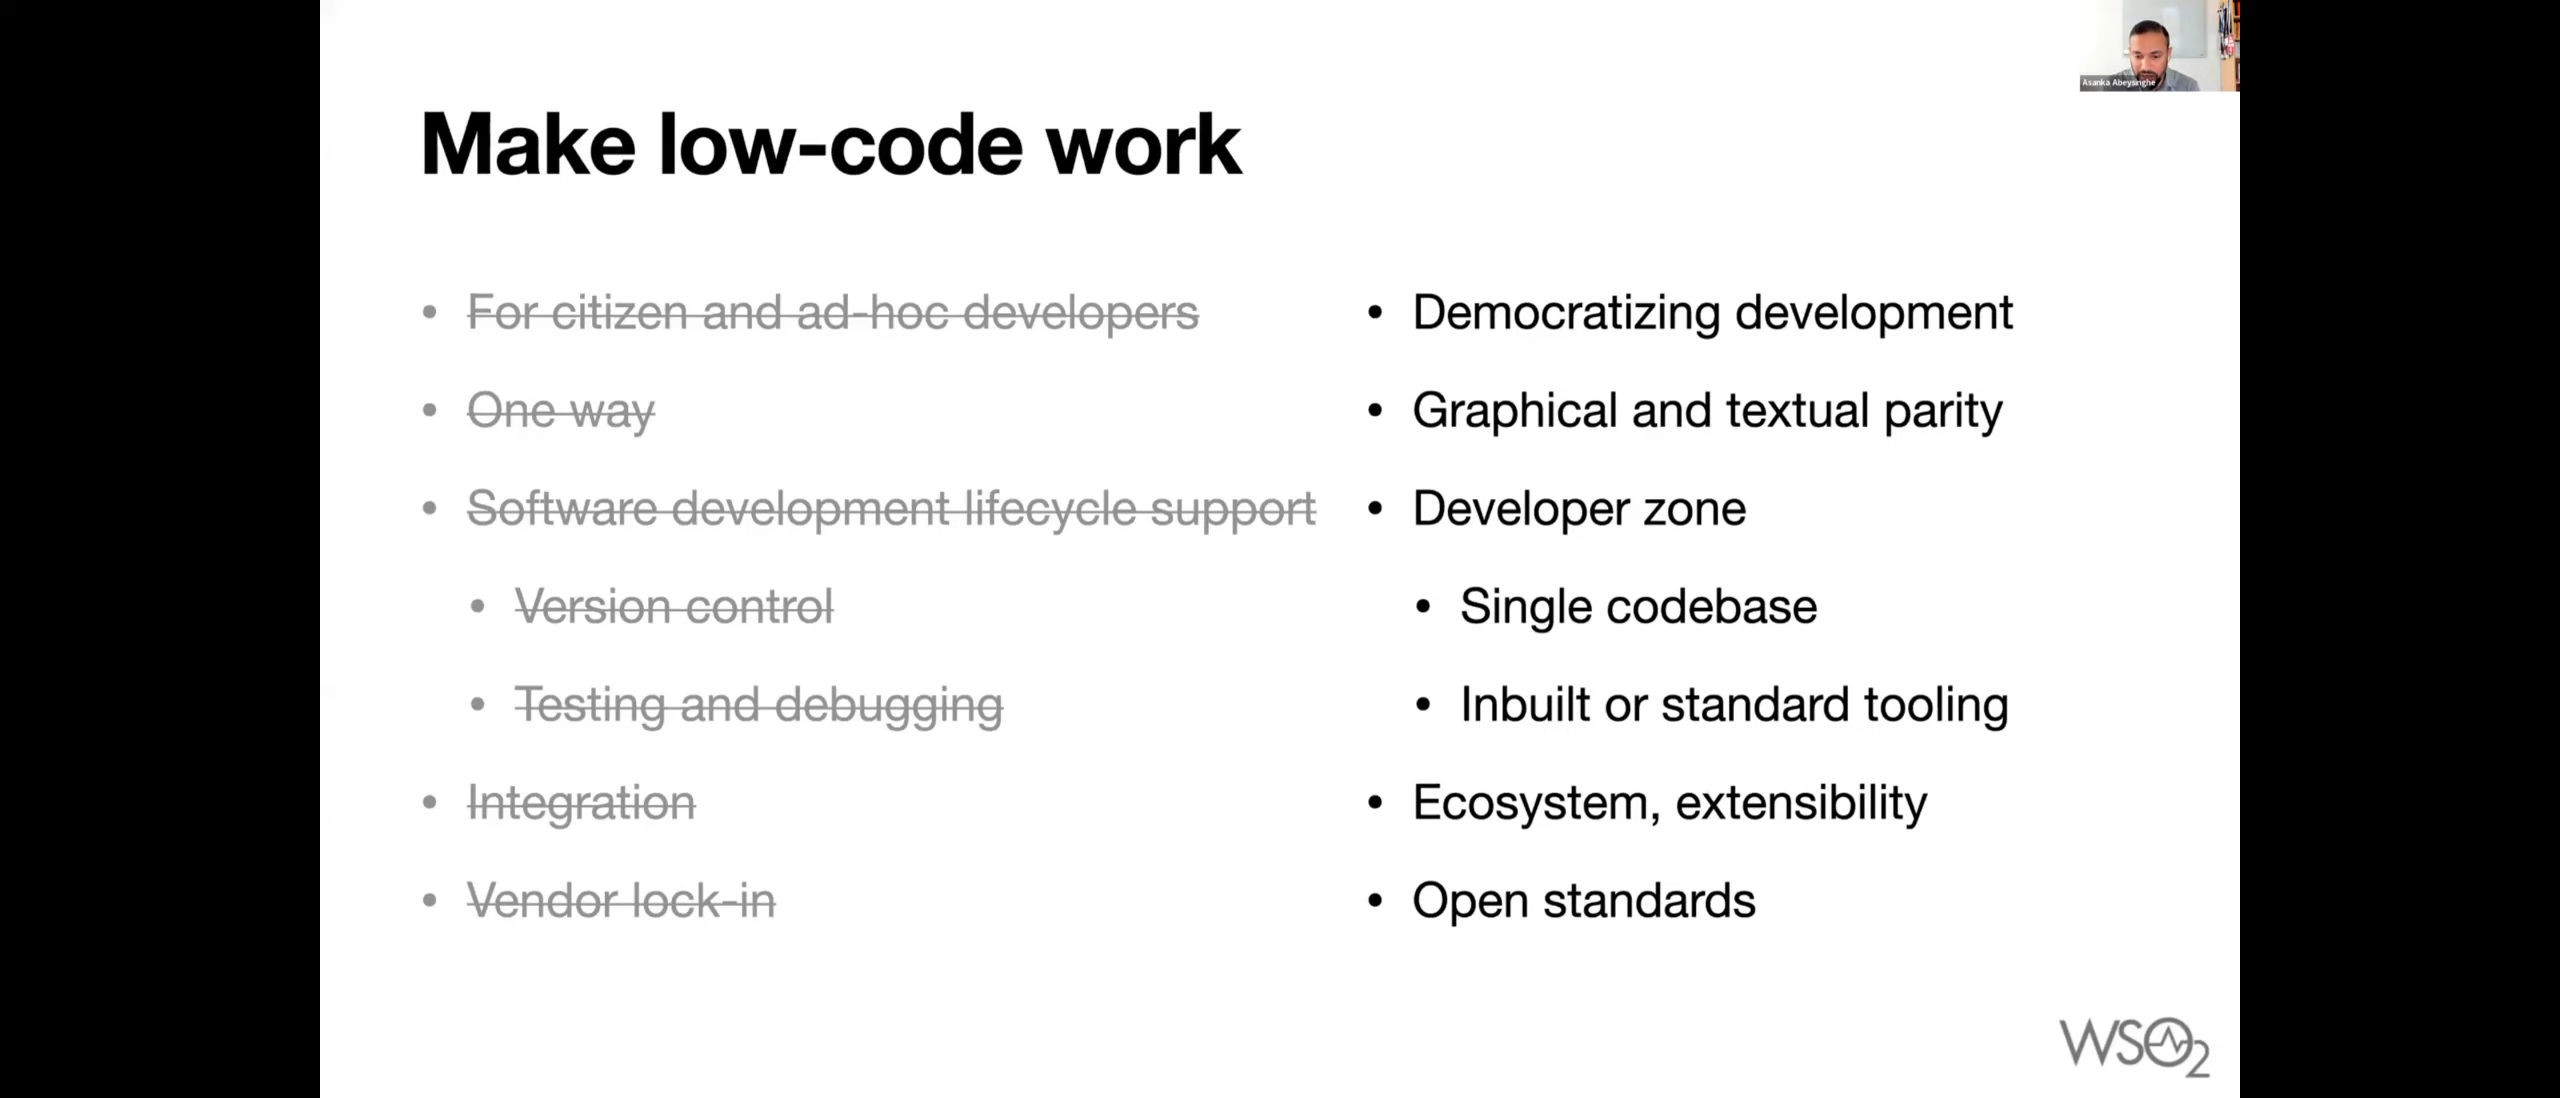 Asanka Abeysinghe
Make low-code work
• For citizen and ad-hoc developers
• One way
• Software development lifecycle support
• Version control
• Testing and debugging
• Integration
• Vendor lock-in
• Democratizing development
• Graphical and textual parity
• Developer zone
• Single codebase
• Inbuilt or standard tooling
• Ecosystem, extensibility
• Open standards
WSO2